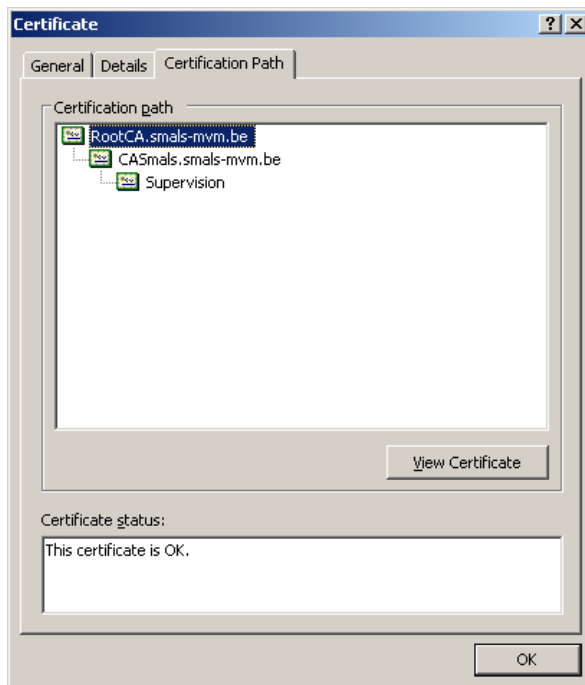 Certificate
General
Details
Certification Path
Certification path
RootCA.smals-mvm.be
CASmals.smals-mvm.be
Supervision
View Certificate
Certificate status:
This certificate is OK.
OK